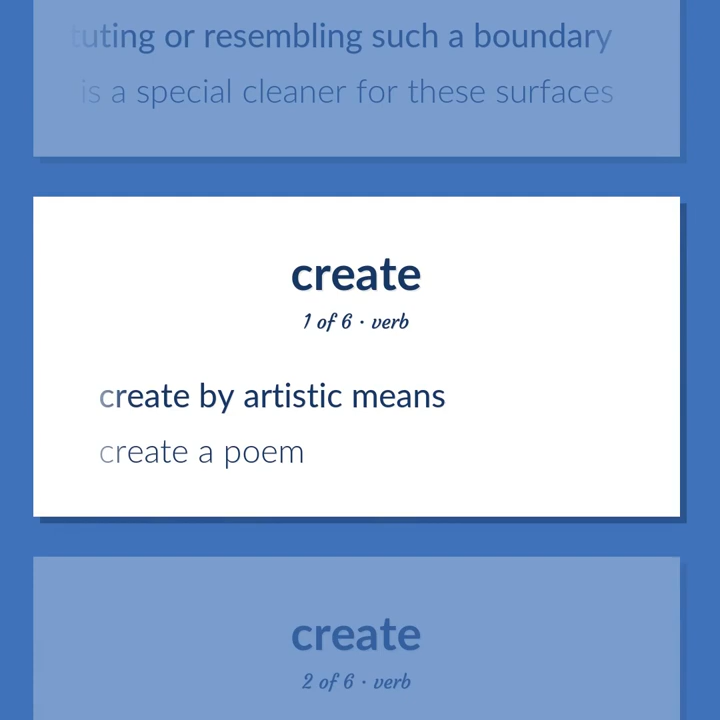 or resembling such a boundary
is a special cleaner for these surfaces
create
1 of 6 · verb
create by artistic means
create a poem
create
2 of 6 · verb